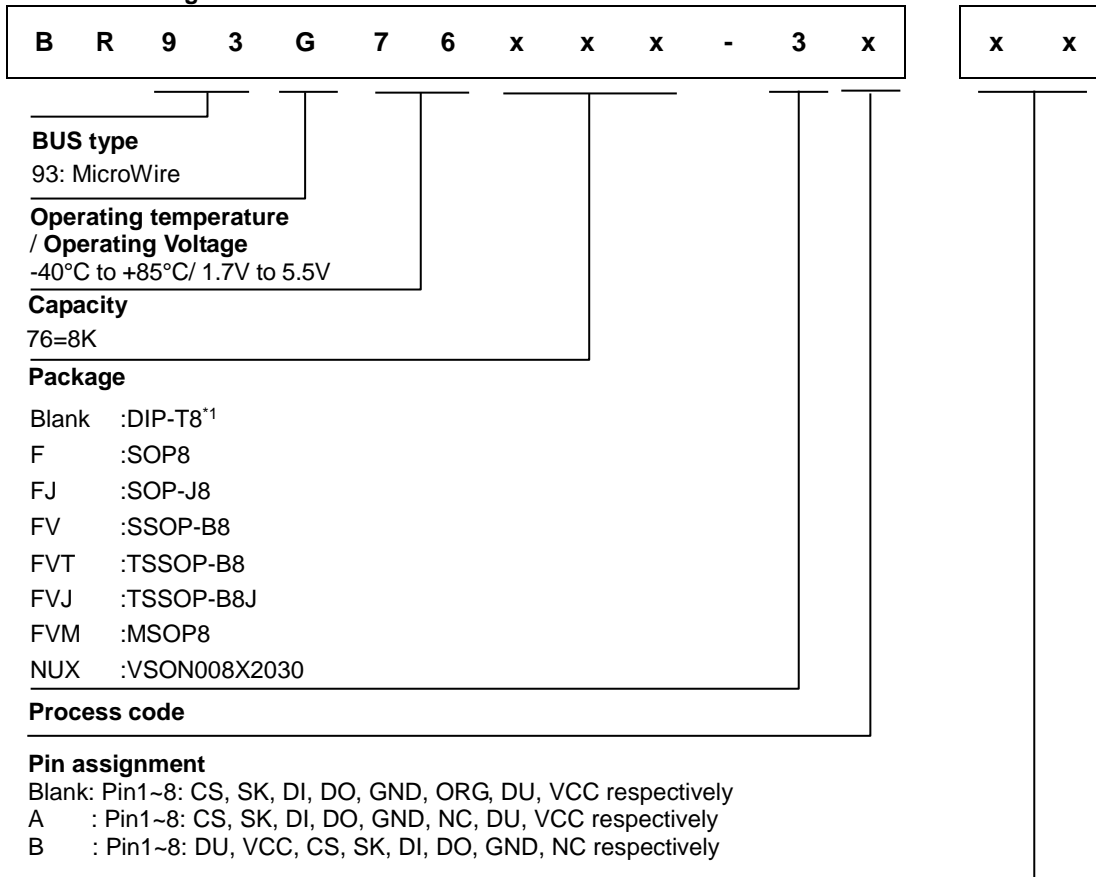 B R 9 3 G 7 6 x x x - 3 x x x
BUS type
93: MicroWire
Operating temperature
/ Operating Voltage
-40°C to +85°C/ 1.7V to 5.5V
Capacity
76=8K
Package
Blank :DIP-T8*1
F :SOP8
FJ :SOP-J8
FV :SSOP-B8
FVT :TSSOP-B8
FVJ :TSSOP-B8J
FVM :MSOP8
NUX :VSON008X2030
Process code
Pin assignment
Blank: Pin1~8: CS, SK, DI, DO, GND, ORG, DU, VCC respectively
A : Pin1~8: CS, SK, DI, DO, GND, NC, DU, VCC respectively
B : Pin1~8: DU, VCC, CS, SK, DI, DO, GND, NC respectively